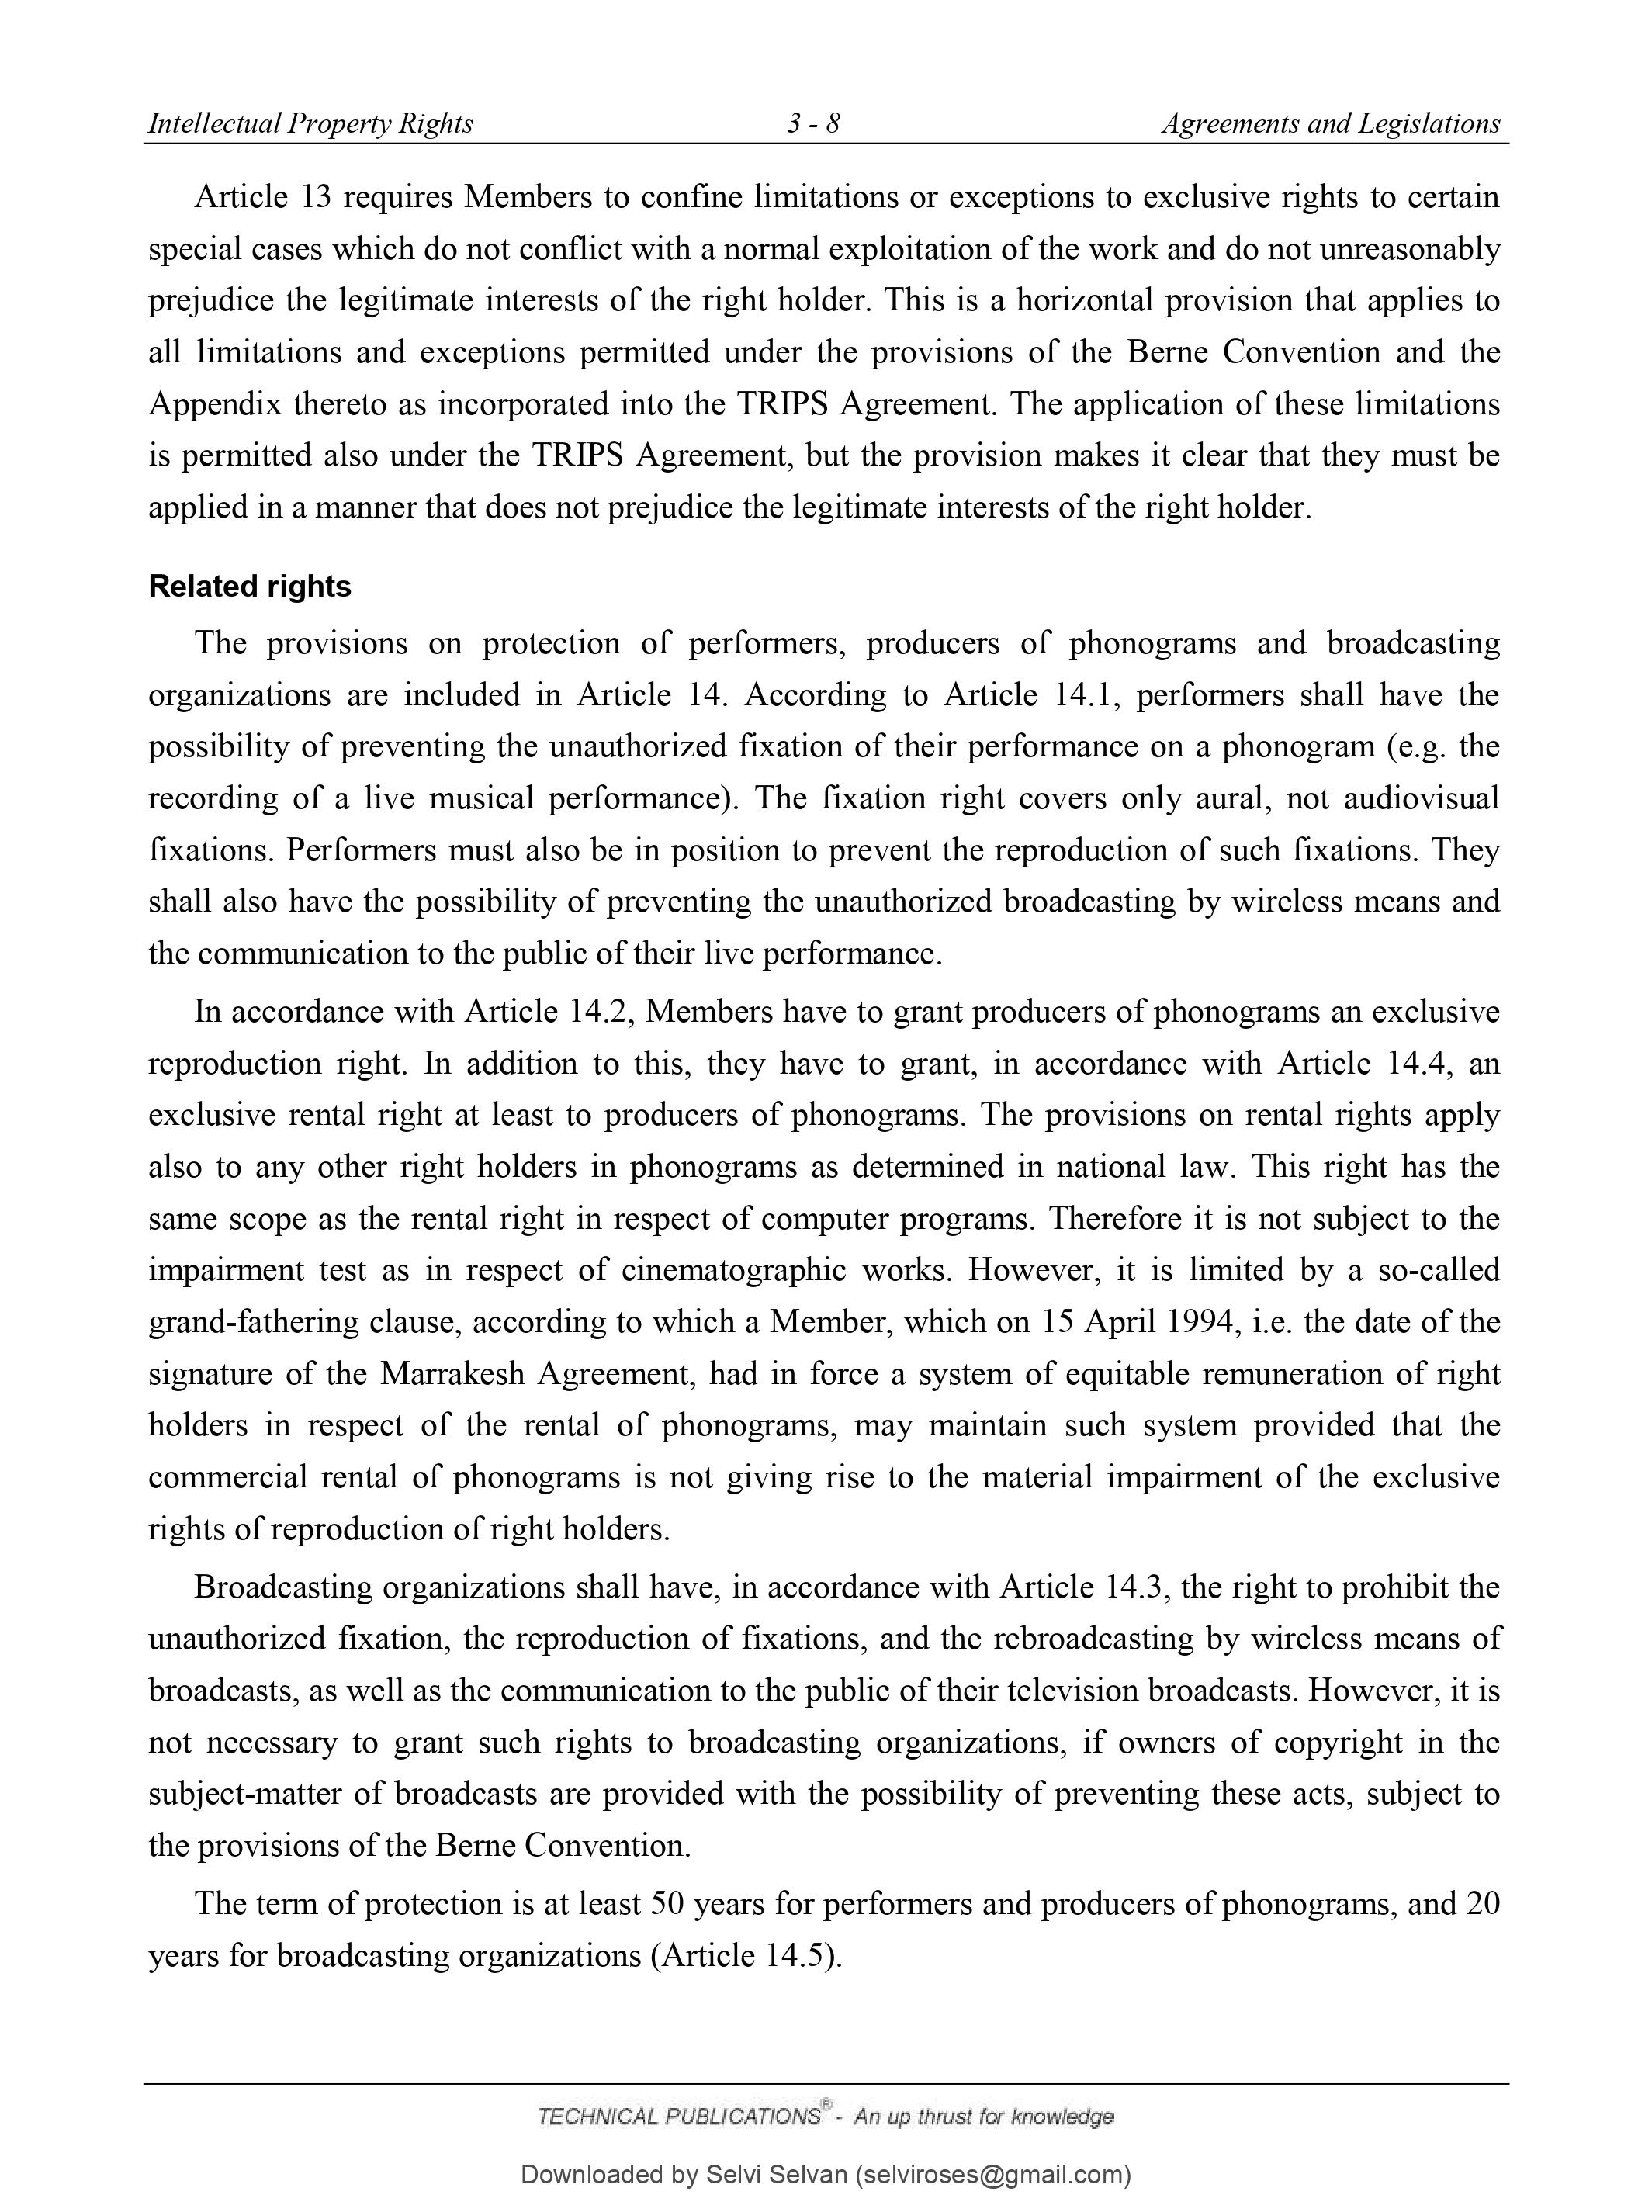 Intellectual Property Rights 3 - 8 Agreements and Legislations
Article 13 requires Members to confine limitations or exceptions to exclusive rights to certain
special cases which do not conflict with a normal exploitation of the work and do not unreasonably
prejudice the legitimate interests of the right holder. This is a horizontal provision that applies to
all limitations and exceptions permitted under the provisions of the Berne Convention and the
Appendix thereto as incorporated into the TRIPS Agreement. The application of these limitations
is permitted also under the TRIPS Agreement, but the provision makes it clear that they must be
applied in a manner that does not prejudice the legitimate interests of the right holder.
Related rights
The provisions on protection of performers, producers of phonograms and broadcasting
organizations are included in Article 14. According to Article 14.1, performers shall have the
possibility of preventing the unauthorized fixation of their performance on a phonogram (e.g. the
recording of a live musical performance). The fixation right covers only aural, not audiovisual
fixations. Performers must also be in position to prevent the reproduction of such fixations. They
shall also have the possibility of preventing the unauthorized broadcasting by wireless means and
the communication to the public of their live performance.
In accordance with Article 14.2, Members have to grant producers of phonograms an exclusive
reproduction right. In addition to this, they have to grant, in accordance with Article 14.4, an
exclusive rental right at least to producers of phonograms. The provisions on rental rights apply
also to any other right holders in phonograms as determined in national law. This right has the
same scope as the rental right in respect of computer programs. Therefore it is not subject to the
impairment test as in respect of cinematographic works. However, it is limited by a so-called
grand-fathering clause, according to which a Member, which on 15 April 1994, i.e. the date of the
signature of the Marrakesh Agreement, had in force a system of equitable remuneration of right
holders in respect of the rental of phonograms, may maintain such system provided that the
commercial rental of phonograms is not giving rise to the material impairment of the exclusive
rights of reproduction of right holders.
Broadcasting organizations shall have, in accordance with Article 14.3, the right to prohibit the
unauthorized fixation, the reproduction of fixations, and the rebroadcasting by wireless means of
broadcasts, as well as the communication to the public of their television broadcasts. However, it is
not necessary to grant such rights to broadcasting organizations, if owners of copyright in the
subject-matter of broadcasts are provided with the possibility of preventing these acts, subject to
the provisions of the Berne Convention.
The term of protection is at least 50 years for performers and producers of phonograms, and 20
years for broadcasting organizations (Article 14.5).
TECHNICAL PUBLICATIONS® - An up thrust for knowledge
Downloaded by Selvi Selvan (selviroses@gmail.com)